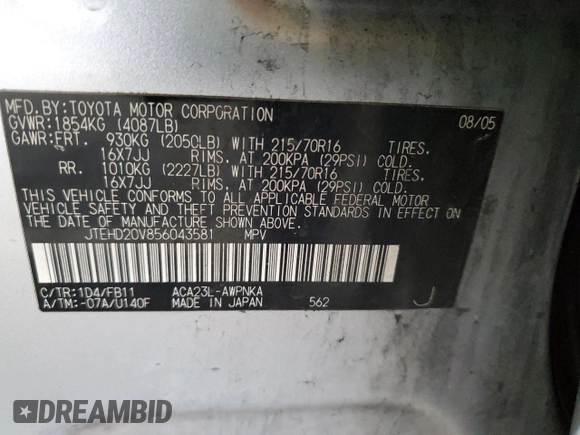 MFD.BY:TOYOTA MOTOR CORPORATION 08/05
GVWR:1854KG (4087LB)
GAWR:FRT. 930KG (2050LB) WITH 215/70R16 TIRES.
16X7JJ RIMS. AT 200KPA (29PSI) COLD.
RR. 1010KG (2227LB) WITH 215/70R16 TIRES.
16X7JJ RIMS. AT 200KPA (29PSI) COLD.
THIS VEHICLE CONFORMS TO ALL APPLICABLE FEDERAL MOTOR
VEHICLE SAFETY AND THEFT PREVENTION STANDARDS IN EFFECT ON
THE DATE OF MANUFACTURE SHOWN ABOVE.
JTEHD20V856043581 MPV
C/TR:1D4/FB11 ACA23L-AWPNKA
A/TM:-07A/U140F MADE IN JAPAN 562 J
DREAMBID